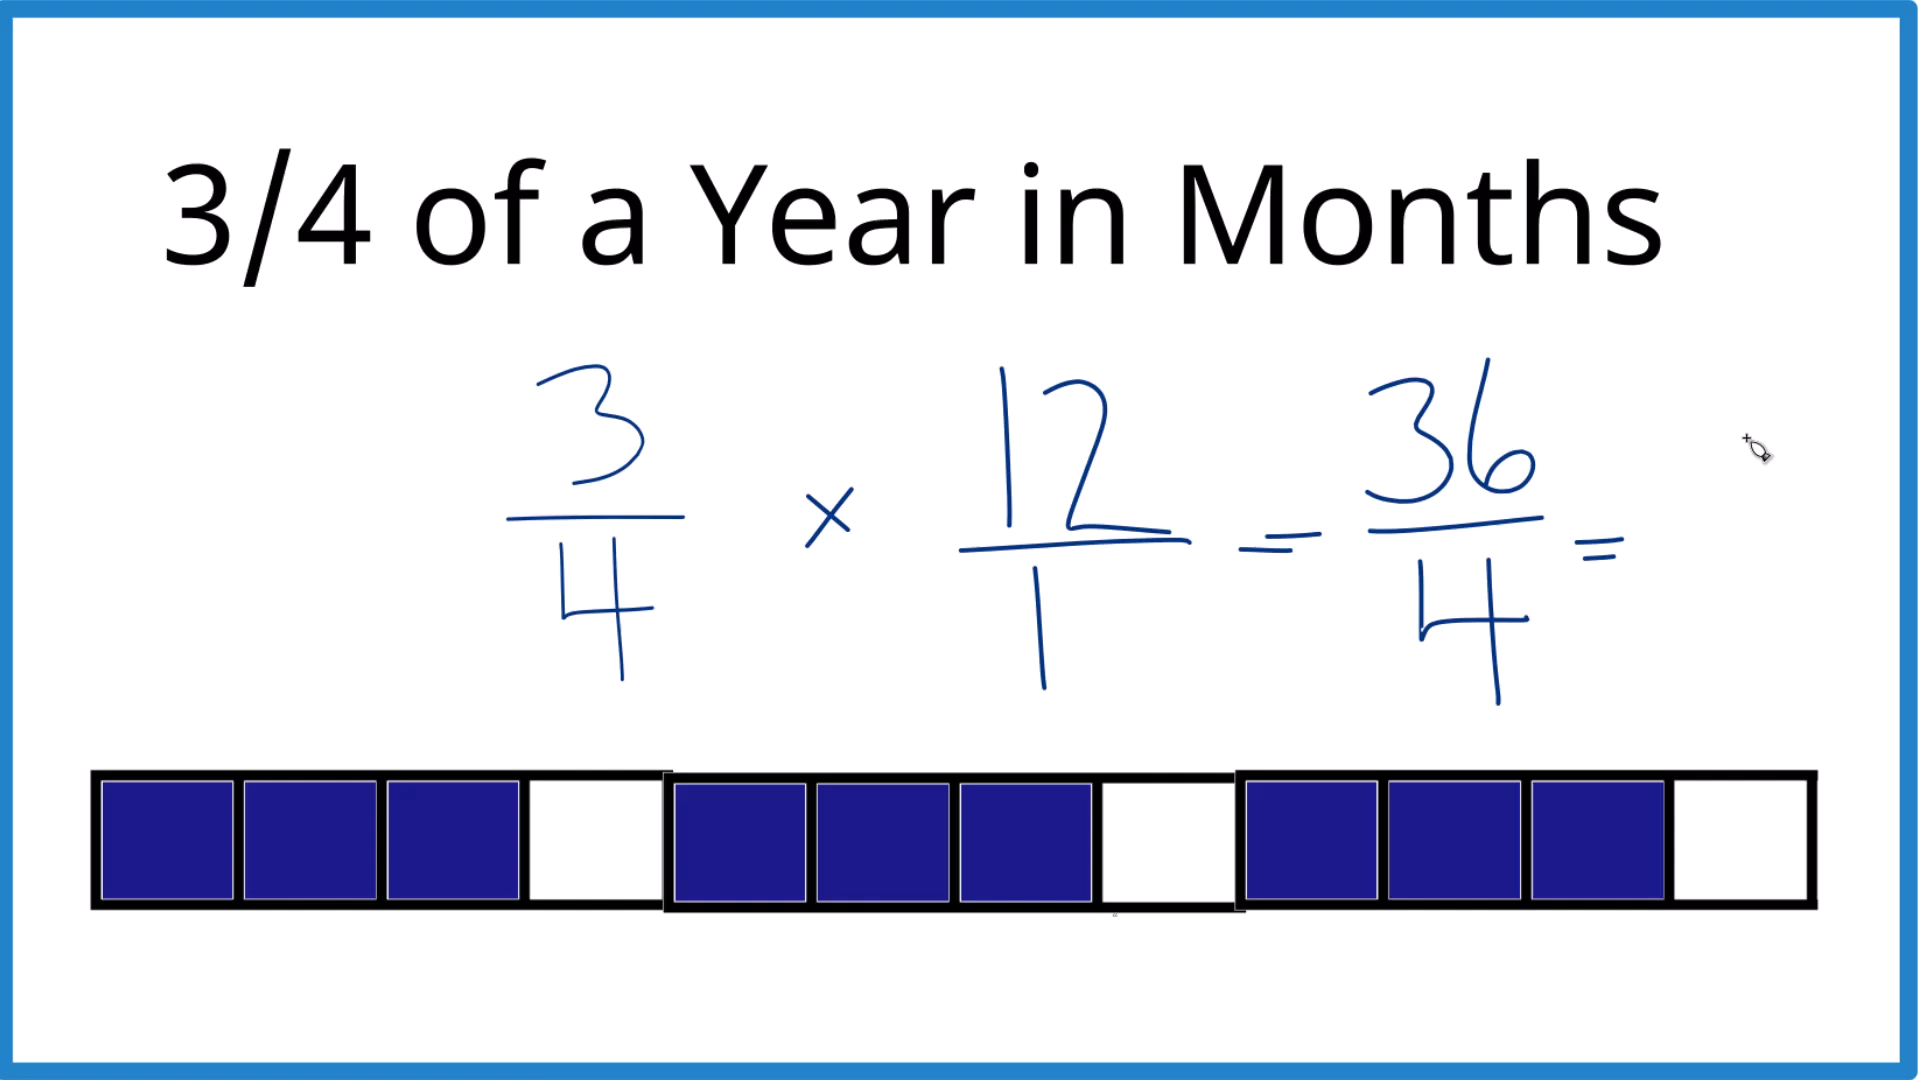 3/4 of a Year in Months
3/4 × 12/1 = 36/4 =